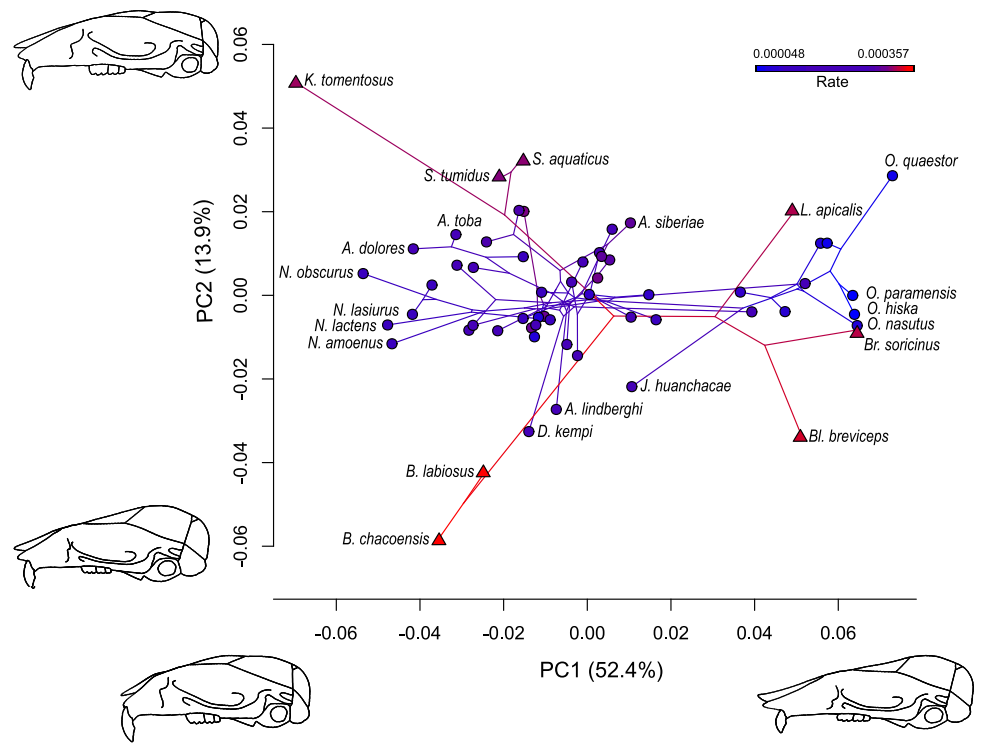 0.000048 0.000357
Rate
K. tomentosus
S. aquaticus
S. tumidus
O. quaestor
L. apicalis
A. toba
A. siberiae
A. dolores
N. obscurus
O. paramensis
N. lasiurus
O. hiska
N. lactens
O. nasutus
N. amoenus
Br. soricinus
J. huanchacae
A. lindberghi
D. kempi
Bl. breviceps
B. labiosus
B. chacoensis
0.06
0.04
0.02
0.00
-0.02
-0.04
-0.06
PC2 (13.9%)
-0.06 -0.04 -0.02 0.00 0.02 0.04 0.06
PC1 (52.4%)